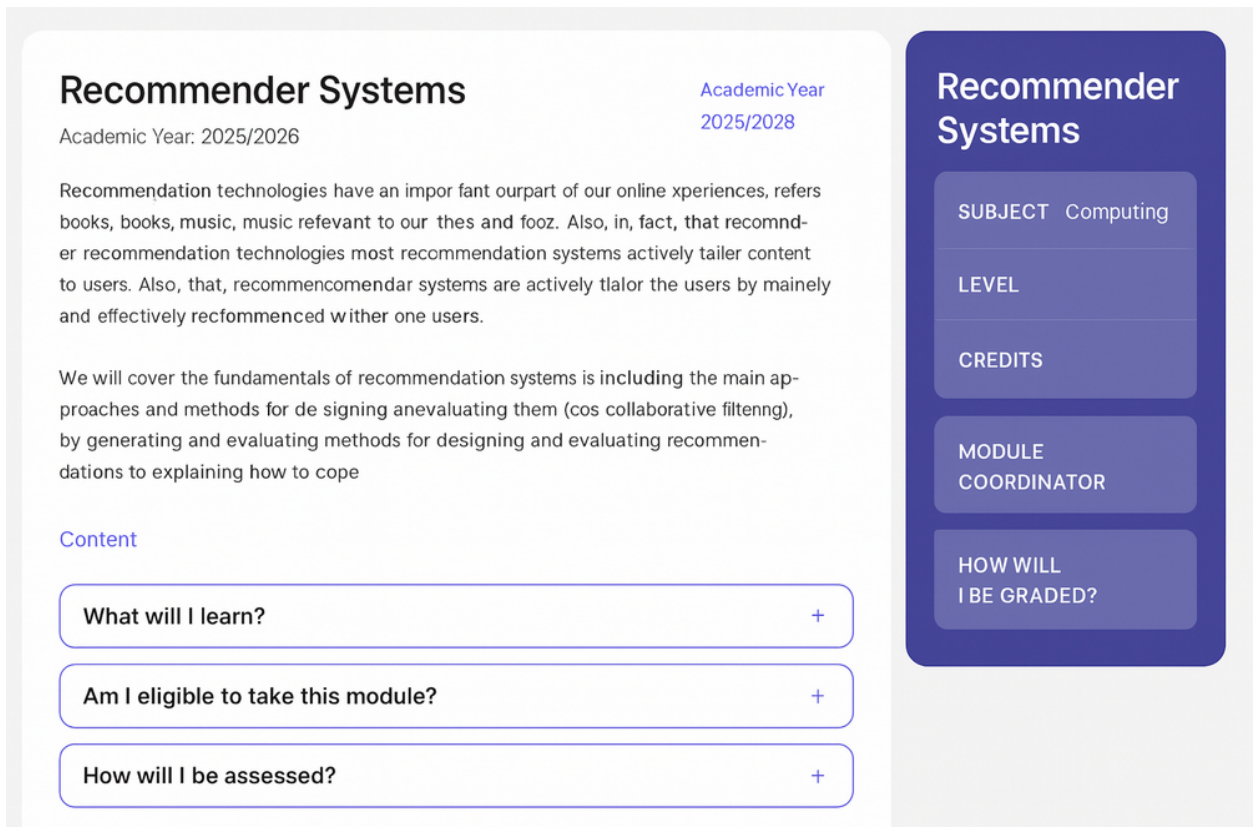 Recommender Systems
Academic Year: 2025/2026
Academic Year
2025/2028
Recommendation technologies have an impor fant ourpart of our online xperiences, refers
books, books, music, music refevant to our thes and fooz. Also, in, fact, that recomnd-
er recommendation technologies most recommendation systems actively tailer content
to users. Also, that, recommencomendar systems are actively tlalor the users by mainely
and effectively recfommenced wither one users.
We will cover the fundamentals of recommendation systems is including the main ap-
proaches and methods for de signing anevaluating them (cos collaborative filtenng),
by generating and evaluating methods for designing and evaluating recommen-
dations to explaining how to cope
Content
What will I learn? +
Am I eligible to take this module? +
How will I be assessed? +
Recommender
Systems
SUBJECT Computing
LEVEL
CREDITS
MODULE
COORDINATOR
HOW WILL
I BE GRADED?